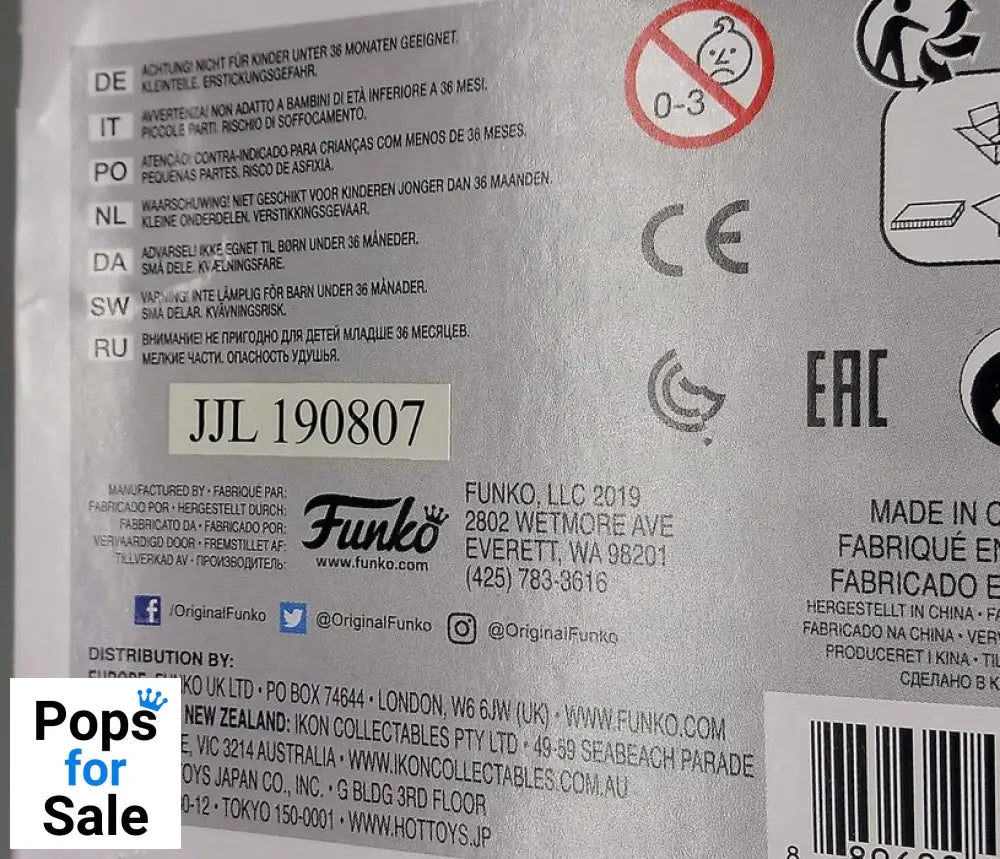 DE
ACHTUNG! NICHT FÜR KINDER UNTER 36 MONATEN GEEIGNET.
KLEINTEILE. ERSTICKUNGSGEFAHR.
IT
AVVERTENZA! NON ADATTO A BAMBINI DI ETÀ INFERIORE A 36 MESI.
PICCOLE PARTI. RISCHIO DI SOFFOCAMENTO.
PO
ATENÇÃO! CONTRA-INDICADO PARA CRIANÇAS COM MENOS DE 36 MESES.
PEQUENAS PARTES. RISCO DE ASFIXIA.
NL
WAARSCHUWING! NIET GESCHIKT VOOR KINDEREN JONGER DAN 36 MAANDEN.
KLEINE ONDERDELEN. VERSTIKKINGSGEVAAR.
DA
ADVARSEL! IKKE EGNET TIL BØRN UNDER 36 MÅNEDER.
SMÅ DELE. KVÆLNINGSFARE.
SW
VARNING! INTE LÄMPLIG FÖR BARN UNDER 36 MÅNADER.
SMÅ DELAR. KVÄVNINGSRISK.
RU
ВНИМАНИЕ! НЕ ПРИГОДНО ДЛЯ ДЕТЕЙ МЛАДШЕ 36 МЕСЯЦЕВ.
МЕЛКИЕ ЧАСТИ. ОПАСНОСТЬ УДУШЬЯ.
0-3
CE
EAC
JJL 190807
MANUFACTURED BY • FABRIQUÉ PAR:
FABRICADO POR • HERGESTELLT DURCH:
FABBRICATO DA • FABRICADO POR:
VERVAARDIGD DOOR • FREMSTILLET AF:
TILLVERKAD AV • ПРОИЗВОДИТЕЛЬ:
Funko
www.funko.com
FUNKO, LLC 2019
2802 WETMORE AVE
EVERETT, WA 98201
(425) 783-3616
/OriginalFunko
@OriginalFunko
@OriginalFunko
MADE IN C
FABRIQUÉ EN
FABRICADO E
HERGESTELLT IN CHINA • FA
FABRICADO NA CHINA • VER
PRODUCERET I KINA • TIL
СДЕЛАНО В К
DISTRIBUTION BY:
EUROPE: FUNKO UK LTD • PO BOX 74644 • LONDON, W6 6JW (UK) • WWW.FUNKO.COM
NEW ZEALAND: IKON COLLECTABLES PTY LTD • 49-59 SEABEACH PARADE
E, VIC 3214 AUSTRALIA • WWW.IKONCOLLECTABLES.COM.AU
OYS JAPAN CO., INC. • G BLDG 3RD FLOOR
0-12 • TOKYO 150-0001 • WWW.HOTTOYS.JP
Pops
for
Sale